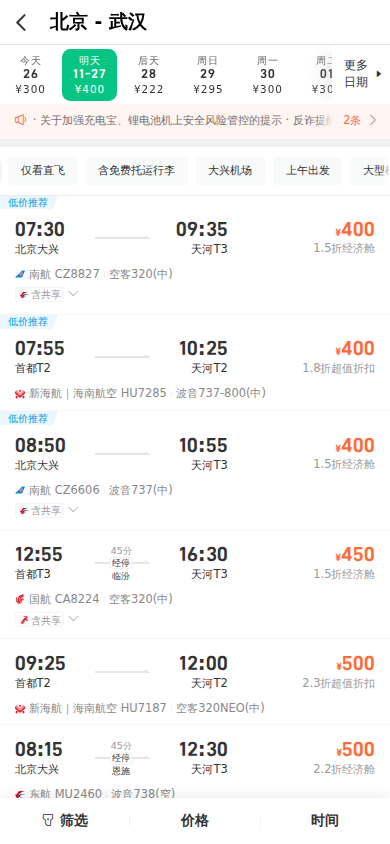 北京 - 武汉
今天 明天 后天 周日 周一 周二
26 11-27 28 29 30 01
¥300 ¥400 ¥222 ¥295 ¥300 ¥30
更多
日期
· 关于加强充电宝、锂电池机上安全风险管控的提示 · 反诈提 2条
仅看直飞 含免费托运行李 大兴机场 上午出发 大型
低价推荐
07:30 09:35 ¥400
北京大兴 天河T3 1.5折经济舱
南航 CZ8827 空客320(中)
含共享
低价推荐
07:55 10:25 ¥400
首都T2 天河T2 1.8折超值折扣
新海航｜海南航空 HU7285 波音737-800(中)
低价推荐
08:50 10:55 ¥400
北京大兴 天河T3 1.5折经济舱
南航 CZ6606 波音737(中)
含共享
45分
12:55 经停 16:30 ¥450
首都T3 临汾 天河T3 1.5折经济舱
国航 CA8224 空客320(中)
含共享
09:25 12:00 ¥500
首都T2 天河T2 2.3折超值折扣
新海航｜海南航空 HU7187 空客320NEO(中)
45分
08:15 经停 12:30 ¥500
北京大兴 恩施 天河T3 2.2折经济舱
东航 MU2460 波音738(窄)
筛选 价格 时间